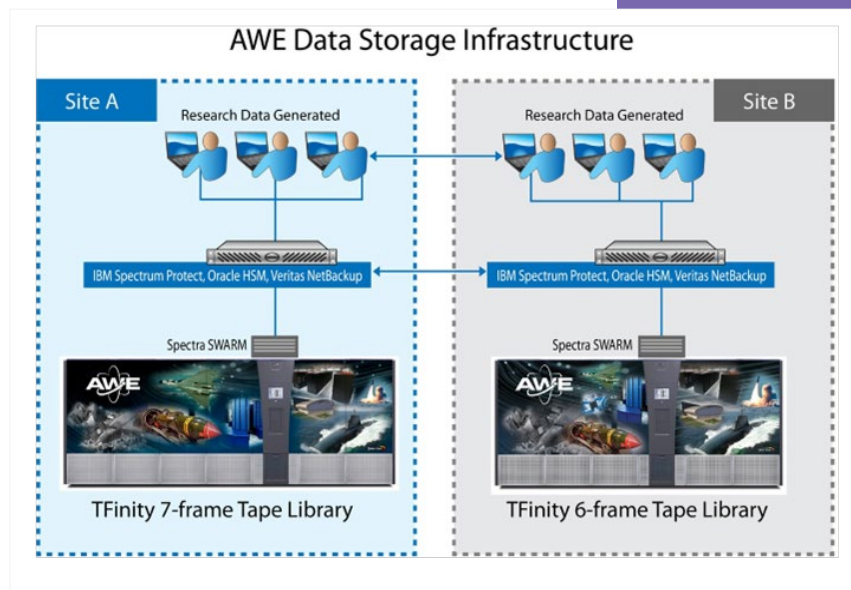 AWE Data Storage Infrastructure
Site A
Research Data Generated
IBM Spectrum Protect, Oracle HSM, Veritas NetBackup
Spectra SWARM
AWE
TFinity 7-frame Tape Library
Site B
Research Data Generated
IBM Spectrum Protect, Oracle HSM, Veritas NetBackup
Spectra SWARM
AWE
TFinity 6-frame Tape Library